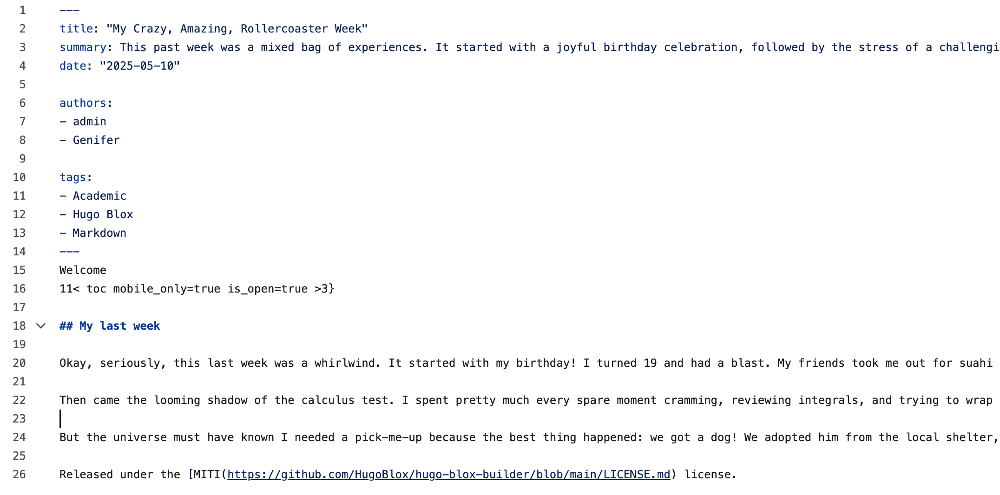 1 ---
2 title: "My Crazy, Amazing, Rollercoaster Week"
3 summary: This past week was a mixed bag of experiences. It started with a joyful birthday celebration, followed by the stress of a challengi
4 date: "2025-05-10"
5
6 authors:
7 - admin
8 - Genifer
9
10 tags:
11 - Academic
12 - Hugo Blox
13 - Markdown
14 ---
15 Welcome
16 11< toc mobile_only=true is_open=true >3}
17
18 ## My last week
19
20 Okay, seriously, this last week was a whirlwind. It started with my birthday! I turned 19 and had a blast. My friends took me out for suahi
21
22 Then came the looming shadow of the calculus test. I spent pretty much every spare moment cramming, reviewing integrals, and trying to wrap
23
24 But the universe must have known I needed a pick-me-up because the best thing happened: we got a dog! We adopted him from the local shelter,
25
26 Released under the [MITI(https://github.com/HugoBlox/hugo-blox-builder/blob/main/LICENSE.md) license.